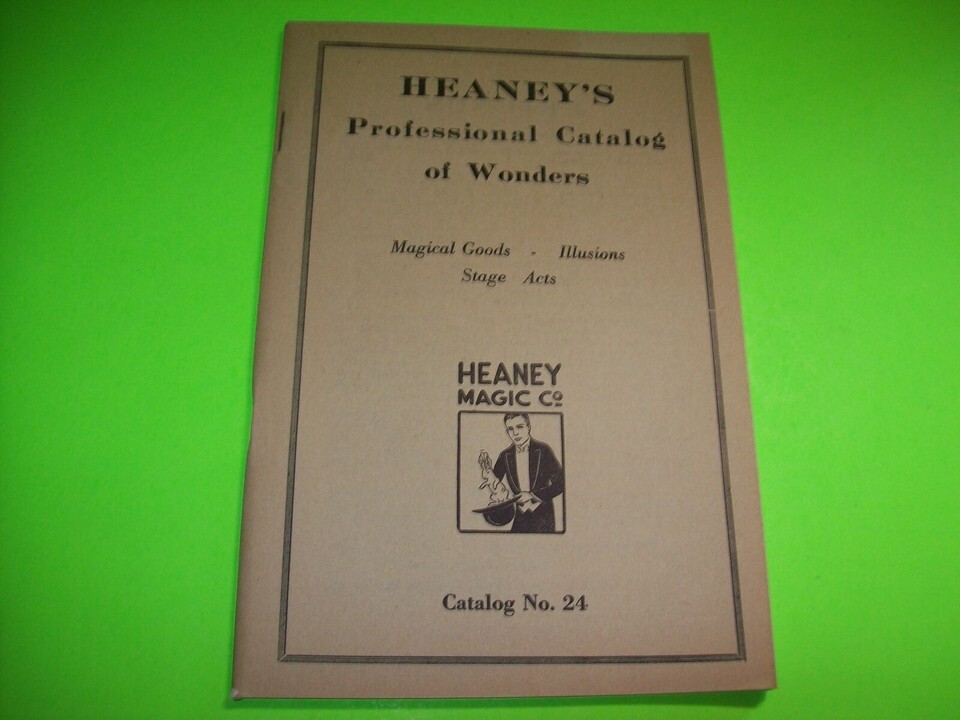 HEANEY'S
Professional Catalog
of Wonders
Magical Goods - Illusions
Stage Acts
HEANEY
MAGIC Co
Catalog No. 24